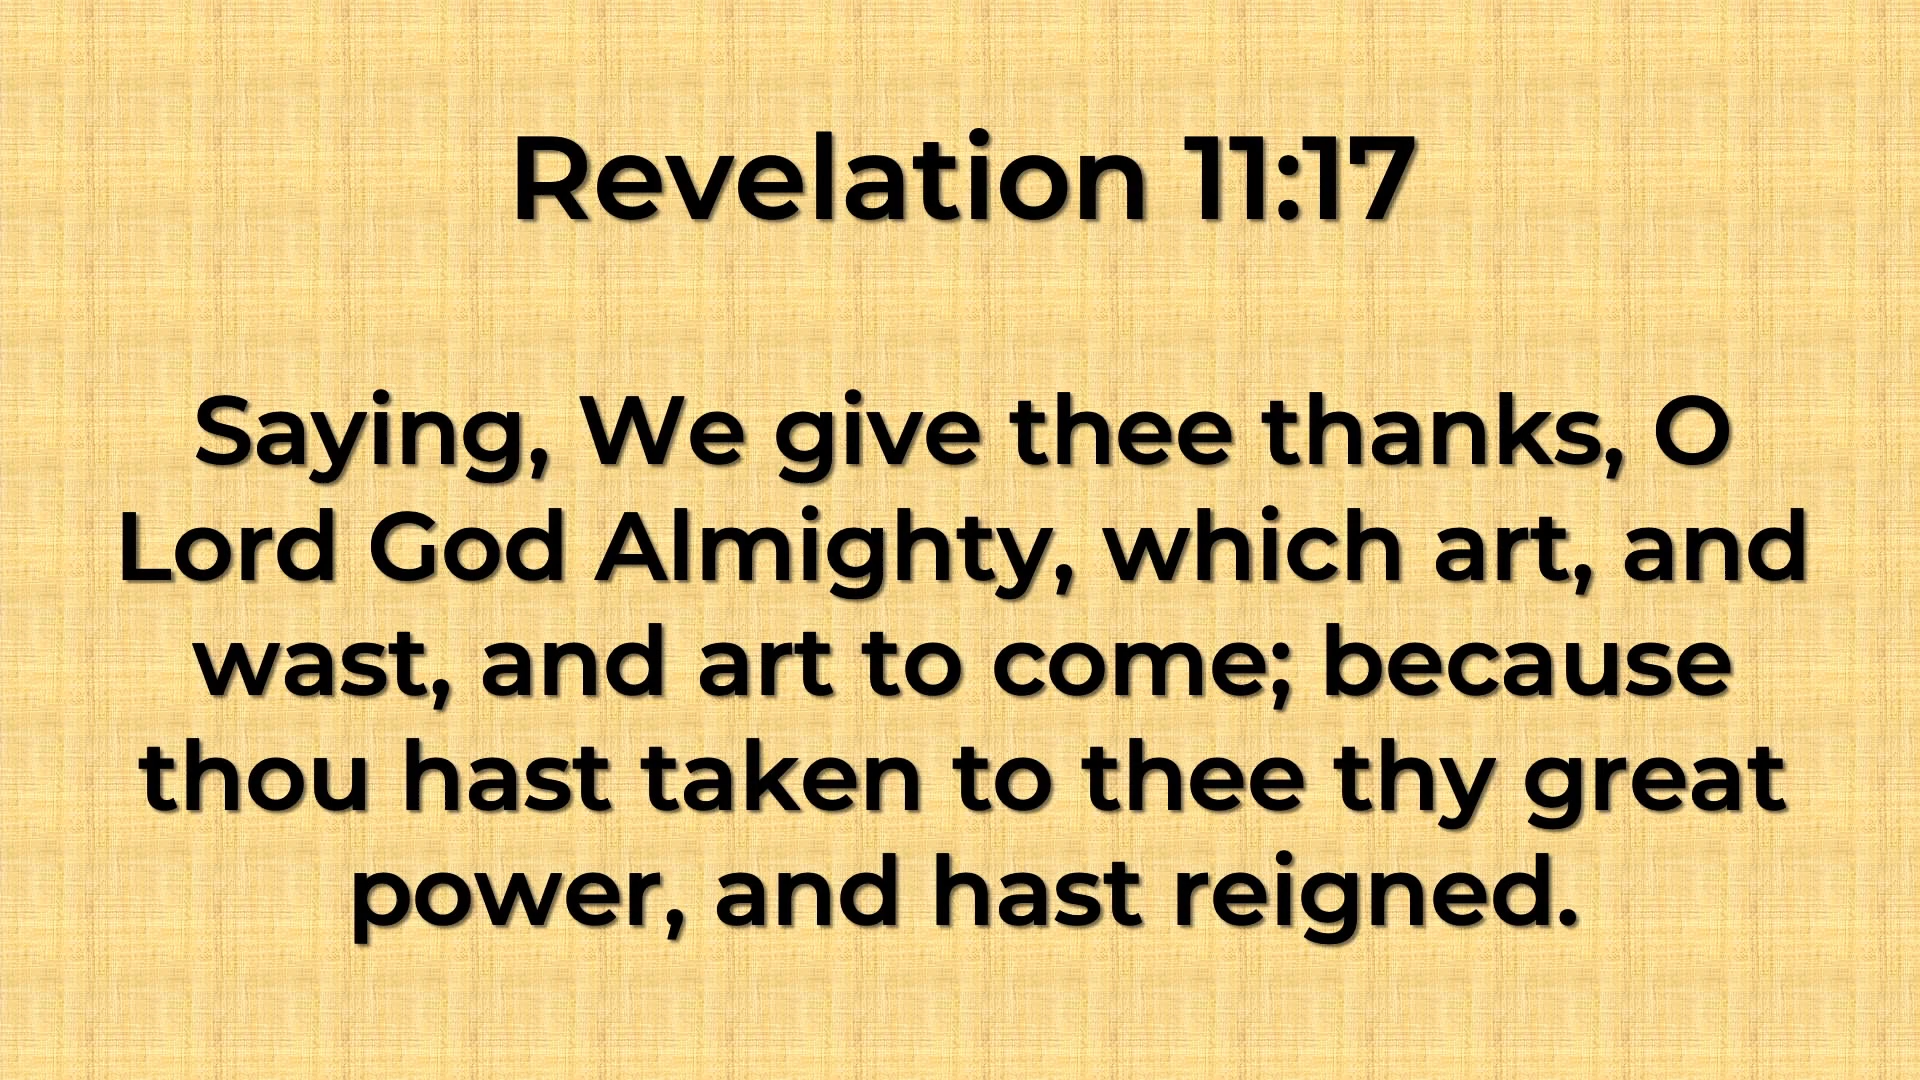 Revelation 11:17
Saying, We give thee thanks, O
Lord God Almighty, which art, and
wast, and art to come; because
thou hast taken to thee thy great
power, and hast reigned.